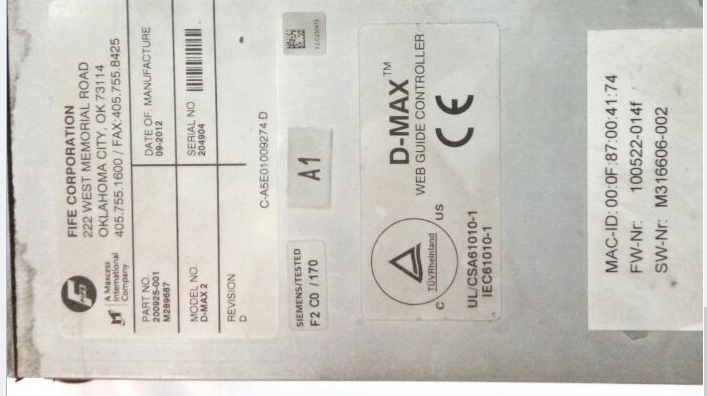 FIFE CORPORATION
222 WEST MEMORIAL ROAD
OKLAHOMA CITY, OK 73114
405.755.1600 / FAX:405.755.8425
A MAXCESS
International
Company
PART NO.
200925-001
M289687
DATE OF MANUFACTURE
09-2012
MODEL NO.
D-MAX 2
SERIAL NO.
204904
REVISION
D
C-A5E01009274 D
SIEMENS/TESTED
F2 C0 /170
A1
D-MAX™
WEB GUIDE CONTROLLER
CE
TÜVRheinland
C US
UL/CSA61010-1
IEC61010-1
MAC-ID: 00:0F:87:00:41:74
FW-Nr: 100522-014f
SW-Nr: M316606-002